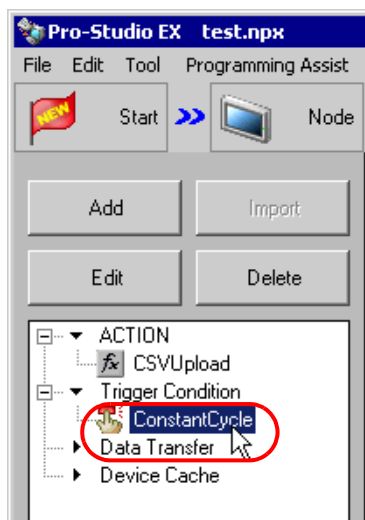 Pro-Studio EX test.npx
File Edit Tool Programming Assist
NEW Start Node
Add Import
Edit Delete
ACTION
fx CSVUpload
Trigger Condition
ConstantCycle
Data Transfer
Device Cache